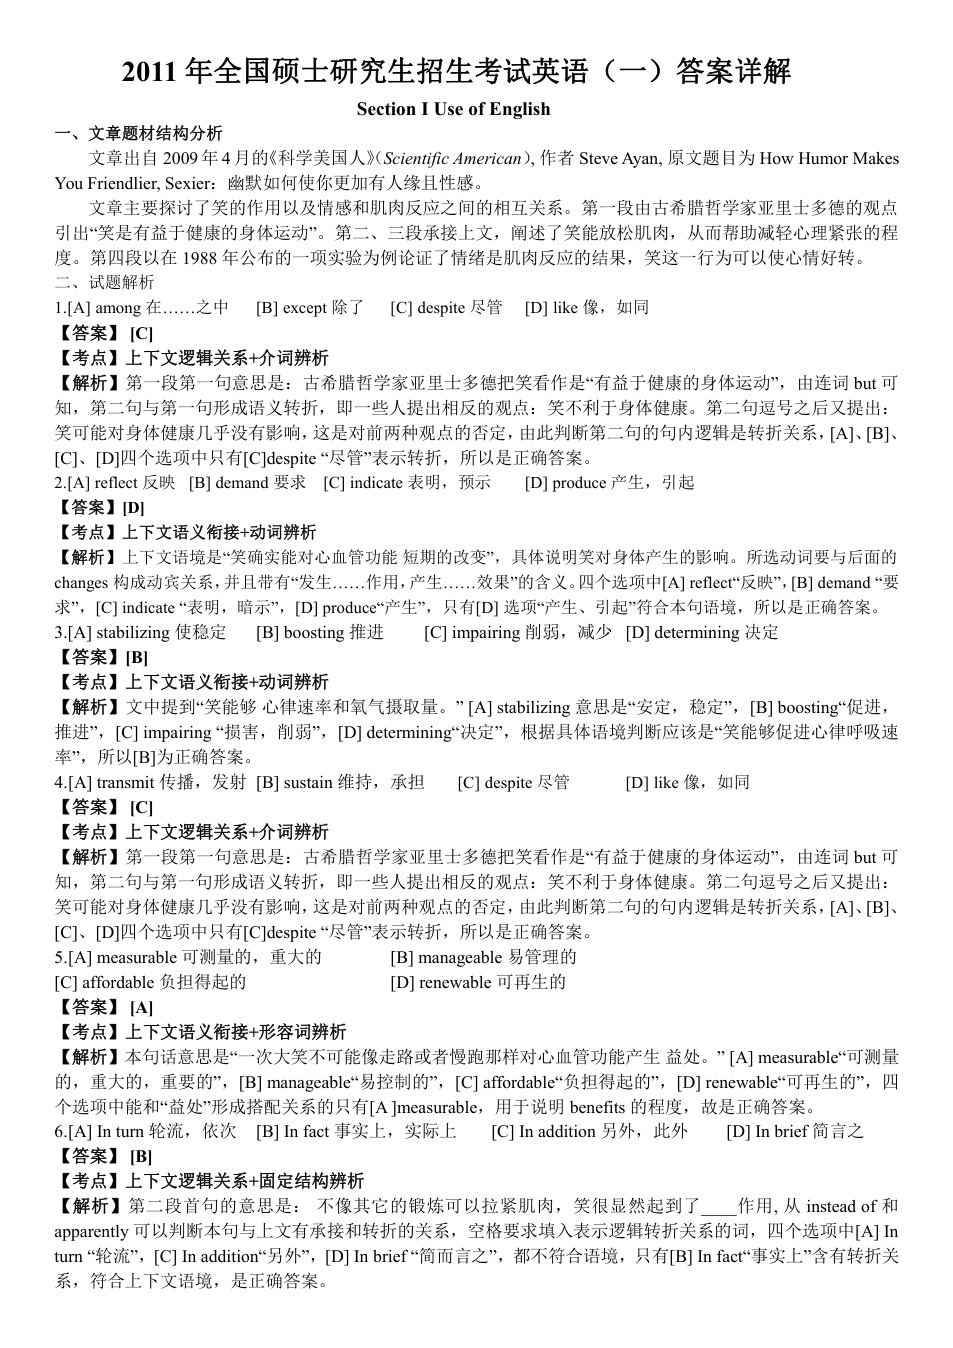 2011 年全国硕士研究生招生考试英语（一）答案详解
Section I Use of English
一、文章题材结构分析
文章出自 2009 年 4 月的《科学美国人》（Scientific American）, 作者 Steve Ayan, 原文题目为 How Humor Makes
You Friendlier, Sexier：幽默如何使你更加有人缘且性感。
文章主要探讨了笑的作用以及情感和肌肉反应之间的相互关系。第一段由古希腊哲学家亚里士多德的观点
引出“笑是有益于健康的身体运动”。第二、三段承接上文，阐述了笑能放松肌肉，从而帮助减轻心理紧张的程
度。第四段以在 1988 年公布的一项实验为例论证了情绪是肌肉反应的结果，笑这一行为可以使心情好转。
二、试题解析
1.[A] among 在……之中 [B] except 除了 [C] despite 尽管 [D] like 像，如同
【答案】 [C]
【考点】上下文逻辑关系+介词辨析
【解析】第一段第一句意思是：古希腊哲学家亚里士多德把笑看作是“有益于健康的身体运动”，由连词 but 可
知，第二句与第一句形成语义转折，即一些人提出相反的观点：笑不利于身体健康。第二句逗号之后又提出：
笑可能对身体健康几乎没有影响，这是对前两种观点的否定，由此判断第二句的句内逻辑是转折关系，[A]、[B]、
[C]、[D]四个选项中只有[C]despite “尽管”表示转折，所以是正确答案。
2.[A] reflect 反映 [B] demand 要求 [C] indicate 表明，预示 [D] produce 产生，引起
【答案】[D]
【考点】上下文语义衔接+动词辨析
【解析】上下文语境是“笑确实能对心血管功能 短期的改变”，具体说明笑对身体产生的影响。所选动词要与后面的
changes 构成动宾关系，并且带有“发生……作用，产生……效果”的含义。四个选项中[A] reflect“反映”，[B] demand “要
求”，[C] indicate “表明，暗示”，[D] produce“产生”，只有[D] 选项“产生、引起”符合本句语境，所以是正确答案。
3.[A] stabilizing 使稳定 [B] boosting 推进 [C] impairing 削弱，减少 [D] determining 决定
【答案】[B]
【考点】上下文语义衔接+动词辨析
【解析】文中提到“笑能够 心律速率和氧气摄取量。” [A] stabilizing 意思是“安定，稳定”，[B] boosting“促进，
推进”，[C] impairing “损害，削弱”，[D] determining“决定”，根据具体语境判断应该是“笑能够促进心律呼吸速
率”，所以[B]为正确答案。
4.[A] transmit 传播，发射 [B] sustain 维持，承担 [C] despite 尽管 [D] like 像，如同
【答案】 [C]
【考点】上下文逻辑关系+介词辨析
【解析】第一段第一句意思是：古希腊哲学家亚里士多德把笑看作是“有益于健康的身体运动”，由连词 but 可
知，第二句与第一句形成语义转折，即一些人提出相反的观点：笑不利于身体健康。第二句逗号之后又提出：
笑可能对身体健康几乎没有影响，这是对前两种观点的否定，由此判断第二句的句内逻辑是转折关系，[A]、[B]、
[C]、[D]四个选项中只有[C]despite “尽管”表示转折，所以是正确答案。
5.[A] measurable 可测量的，重大的 [B] manageable 易管理的
[C] affordable 负担得起的 [D] renewable 可再生的
【答案】 [A]
【考点】上下文语义衔接+形容词辨析
【解析】本句话意思是“一次大笑不可能像走路或者慢跑那样对心血管功能产生 益处。” [A] measurable“可测量
的，重大的，重要的”，[B] manageable“易控制的”，[C] affordable“负担得起的”，[D] renewable“可再生的”，四
个选项中能和“益处”形成搭配关系的只有[A ]measurable，用于说明 benefits 的程度，故是正确答案。
6.[A] In turn 轮流，依次 [B] In fact 事实上，实际上 [C] In addition 另外，此外 [D] In brief 简言之
【答案】 [B]
【考点】上下文逻辑关系+固定结构辨析
【解析】第二段首句的意思是： 不像其它的锻炼可以拉紧肌肉，笑很显然起到了____作用, 从 instead of 和
apparently 可以判断本句与上文有承接和转折的关系，空格要求填入表示逻辑转折关系的词，四个选项中[A] In
turn “轮流”，[C] In addition“另外”，[D] In brief “简而言之”，都不符合语境，只有[B] In fact“事实上”含有转折关
系，符合上下文语境，是正确答案。